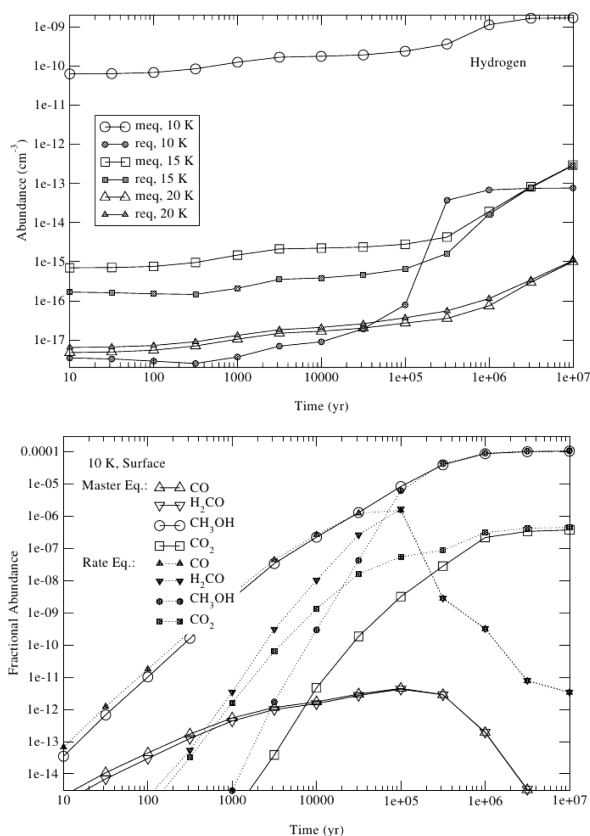 1e-09
1e-10
1e-11
1e-12
1e-13
1e-14
1e-15
1e-16
1e-17
Abundance (cm⁻³)
Hydrogen
meq, 10 K
req, 10 K
meq, 15 K
req, 15 K
meq, 20 K
req, 20 K
10 100 1000 10000 1e+05 1e+06 1e+07
Time (yr)
0.0001
1e-05
1e-06
1e-07
1e-08
1e-09
1e-10
1e-11
1e-12
1e-13
1e-14
Fractional Abundance
10 K, Surface
Master Eq.: CO
H₂CO
CH₃OH
CO₂
Rate Eq.: CO
H₂CO
CH₃OH
CO₂
10 100 1000 10000 1e+05 1e+06 1e+07
Time (yr)